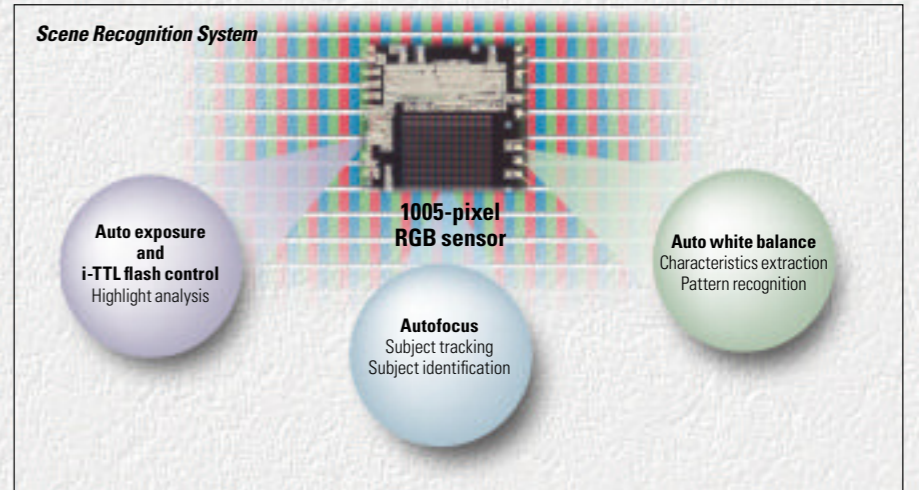 Scene Recognition System
1005-pixel
RGB sensor
Auto exposure
and
i-TTL flash control
Highlight analysis
Autofocus
Subject tracking
Subject identification
Auto white balance
Characteristics extraction
Pattern recognition